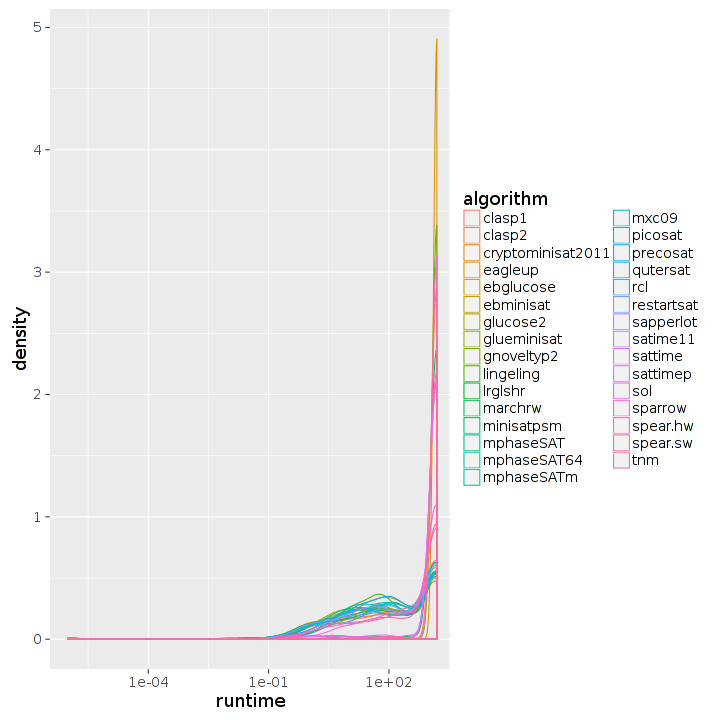 5
4
3
2
1
0
density
1e-04
1e-01
1e+02
runtime
algorithm
clasp1
clasp2
cryptominisat2011
eagleup
ebglucose
ebminisat
glucose2
glueminisat
gnoveltyp2
lingeling
lrglshr
marchrw
minisatpsm
mphaseSAT
mphaseSAT64
mphaseSATm
mxc09
picosat
precosat
qutersat
rcl
restartsat
sapperlot
satime11
sattime
sattimep
sol
sparrow
spear.hw
spear.sw
tnm